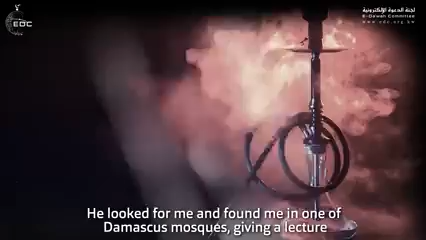 EDC
لجنة الدعوة الإلكترونية
E-Dawah Committee
www.edc.org.kw
He looked for me and found me in one of
Damascus mosques, giving a lecture